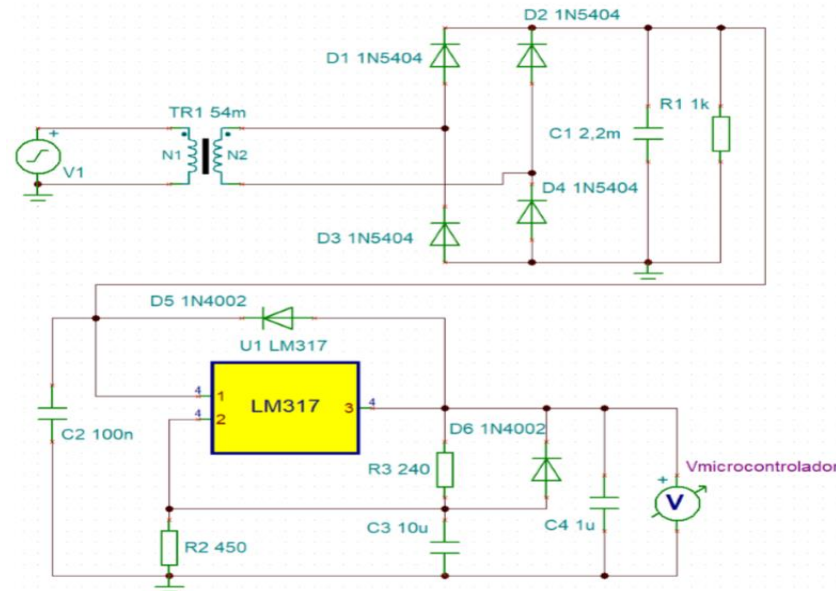 D2 1N5404
D1 1N5404
TR1 54m
R1 1k
+
N1
N2
C1 2,2m
V1
D4 1N5404
D3 1N5404
D5 1N4002
U1 LM317
4
1
LM317
3
4
4
2
C2 100n
D6 1N4002
R3 240
Vmicrocontrolador
+
V
C3 10u
C4 1u
R2 450